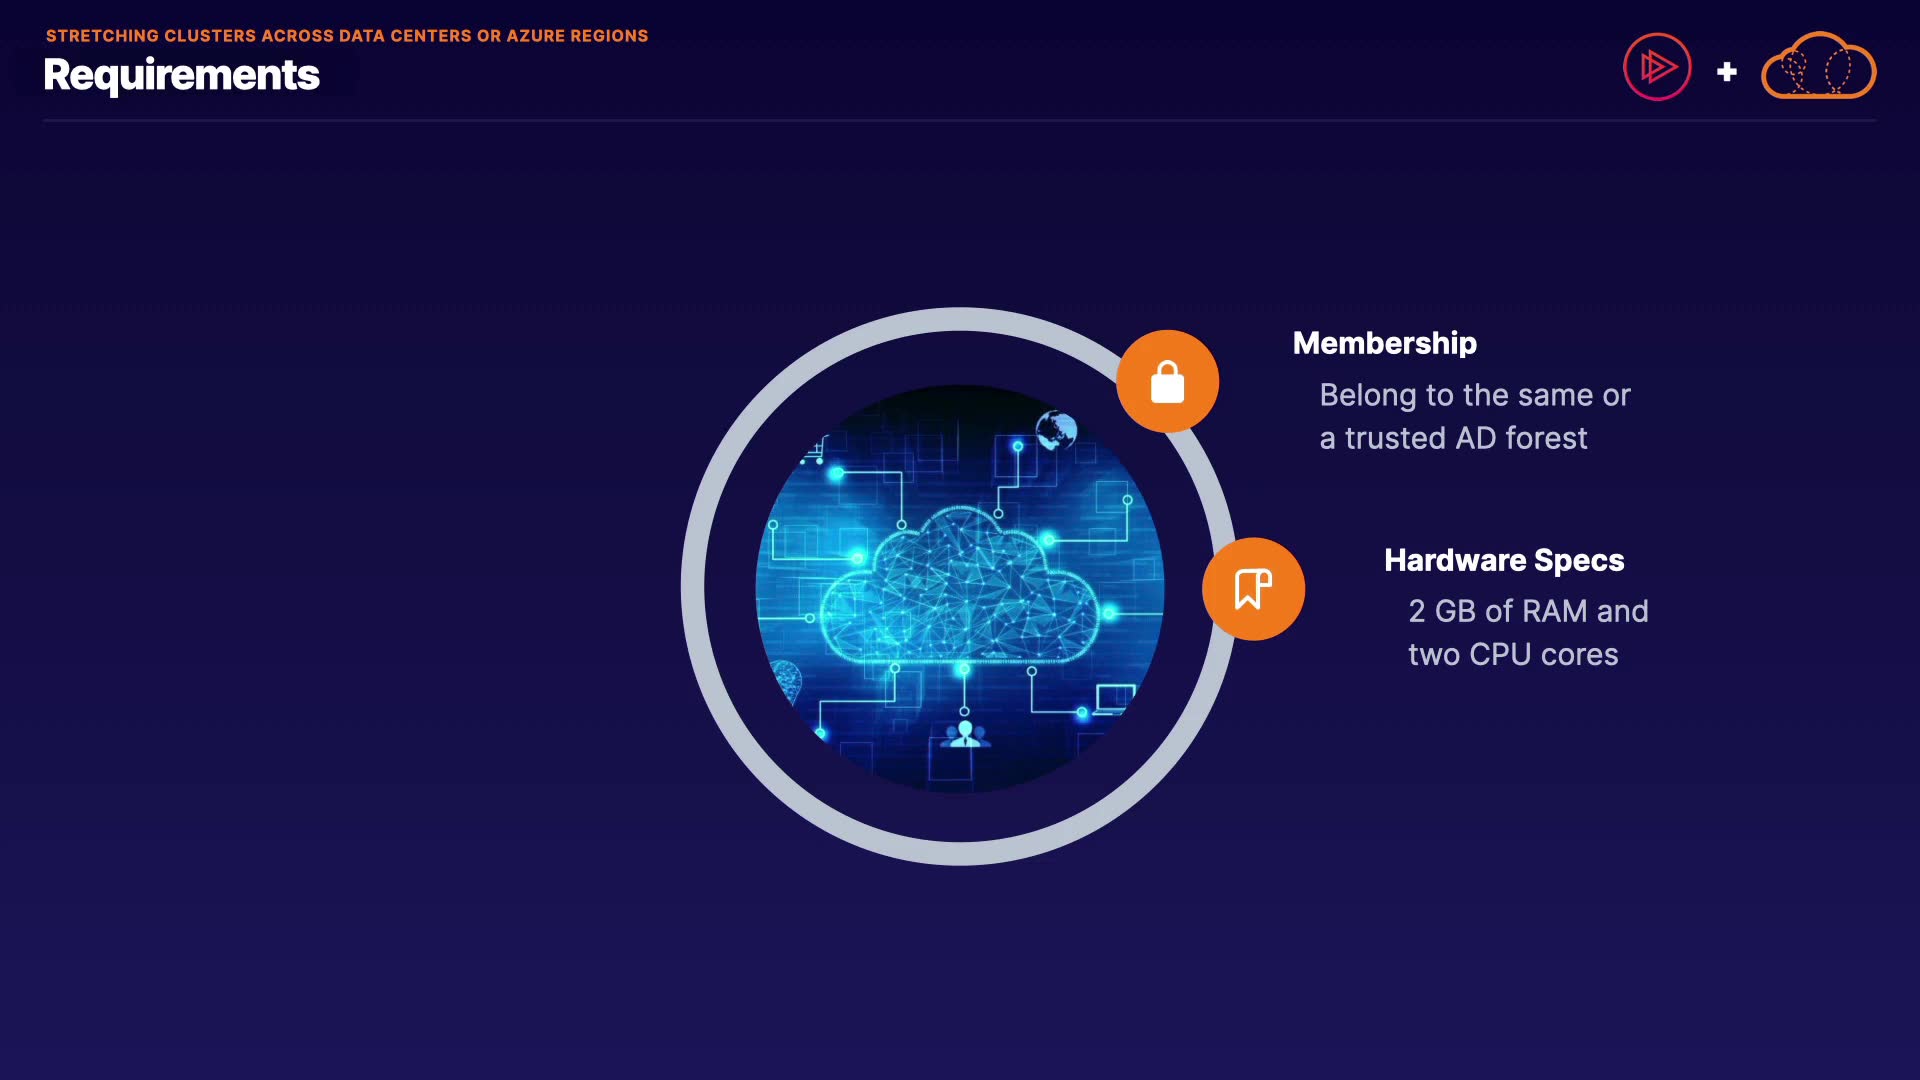 STRETCHING CLUSTERS ACROSS DATA CENTERS OR AZURE REGIONS
Requirements
Membership
Belong to the same or
a trusted AD forest
Hardware Specs
2 GB of RAM and
two CPU cores